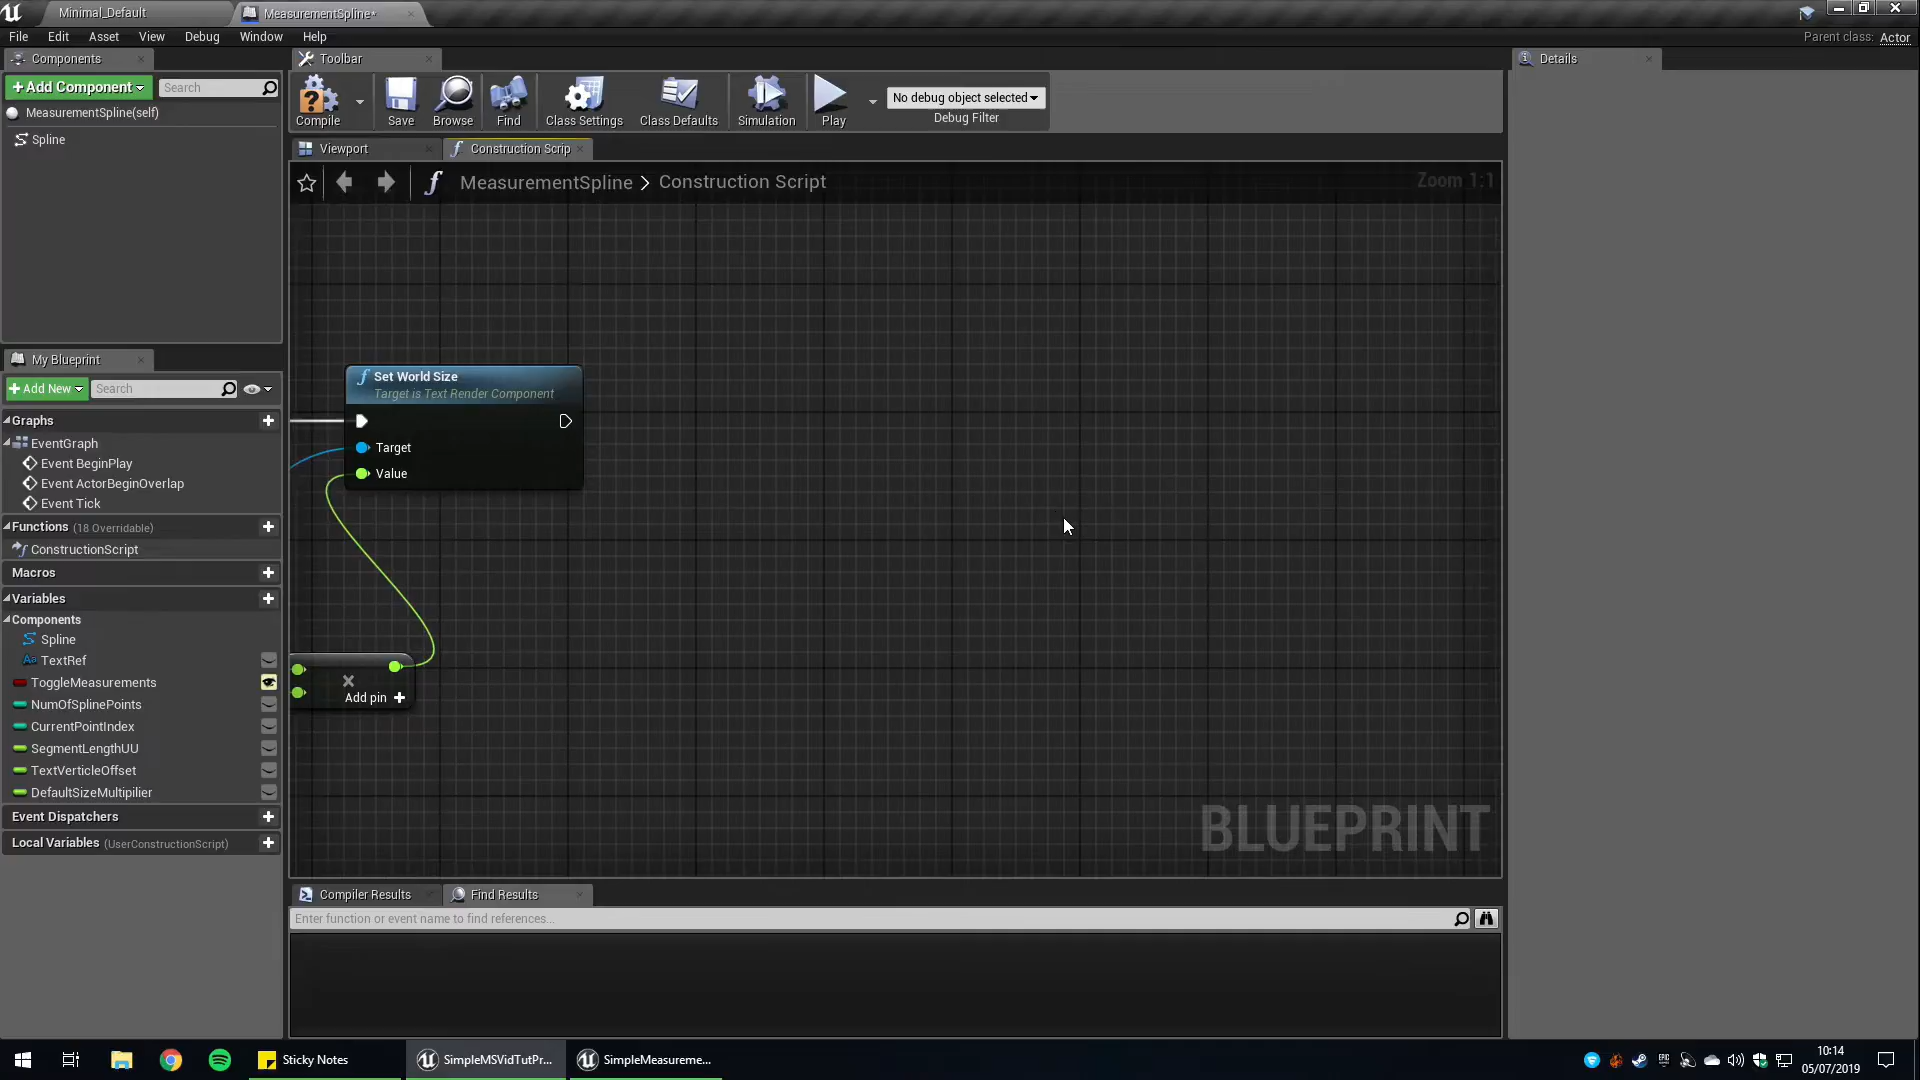 Minimal_Default
MeasurementSpline*
File Edit Asset View Debug Window Help
Parent class: Actor
Components
Toolbar
Details
+Add Component
Search
MeasurementSpline(self)
Spline
Compile
Save
Browse
Find
Class Settings
Class Defaults
Simulation
Play
No debug object selected
Debug Filter
Viewport
Construction Scrip
MeasurementSpline > Construction Script
Zoom 1:1
Set World Size
Target is Text Render Component
Target
Value
Add pin
BLUEPRINT
My Blueprint
+Add New
Search
Graphs
EventGraph
Event BeginPlay
Event ActorBeginOverlap
Event Tick
Functions (18 Overridable)
ConstructionScript
Macros
Variables
Components
Spline
TextRef
ToggleMeasurements
NumOfSplinePoints
CurrentPointIndex
SegmentLengthUU
TextVerticleOffset
DefaultSizeMultipilier
Event Dispatchers
Local Variables (UserConstructionScript)
Compiler Results
Find Results
Enter function or event name to find references...
Sticky Notes
SimpleMSVidTutPr...
SimpleMeasureme...
10:14
05/07/2019